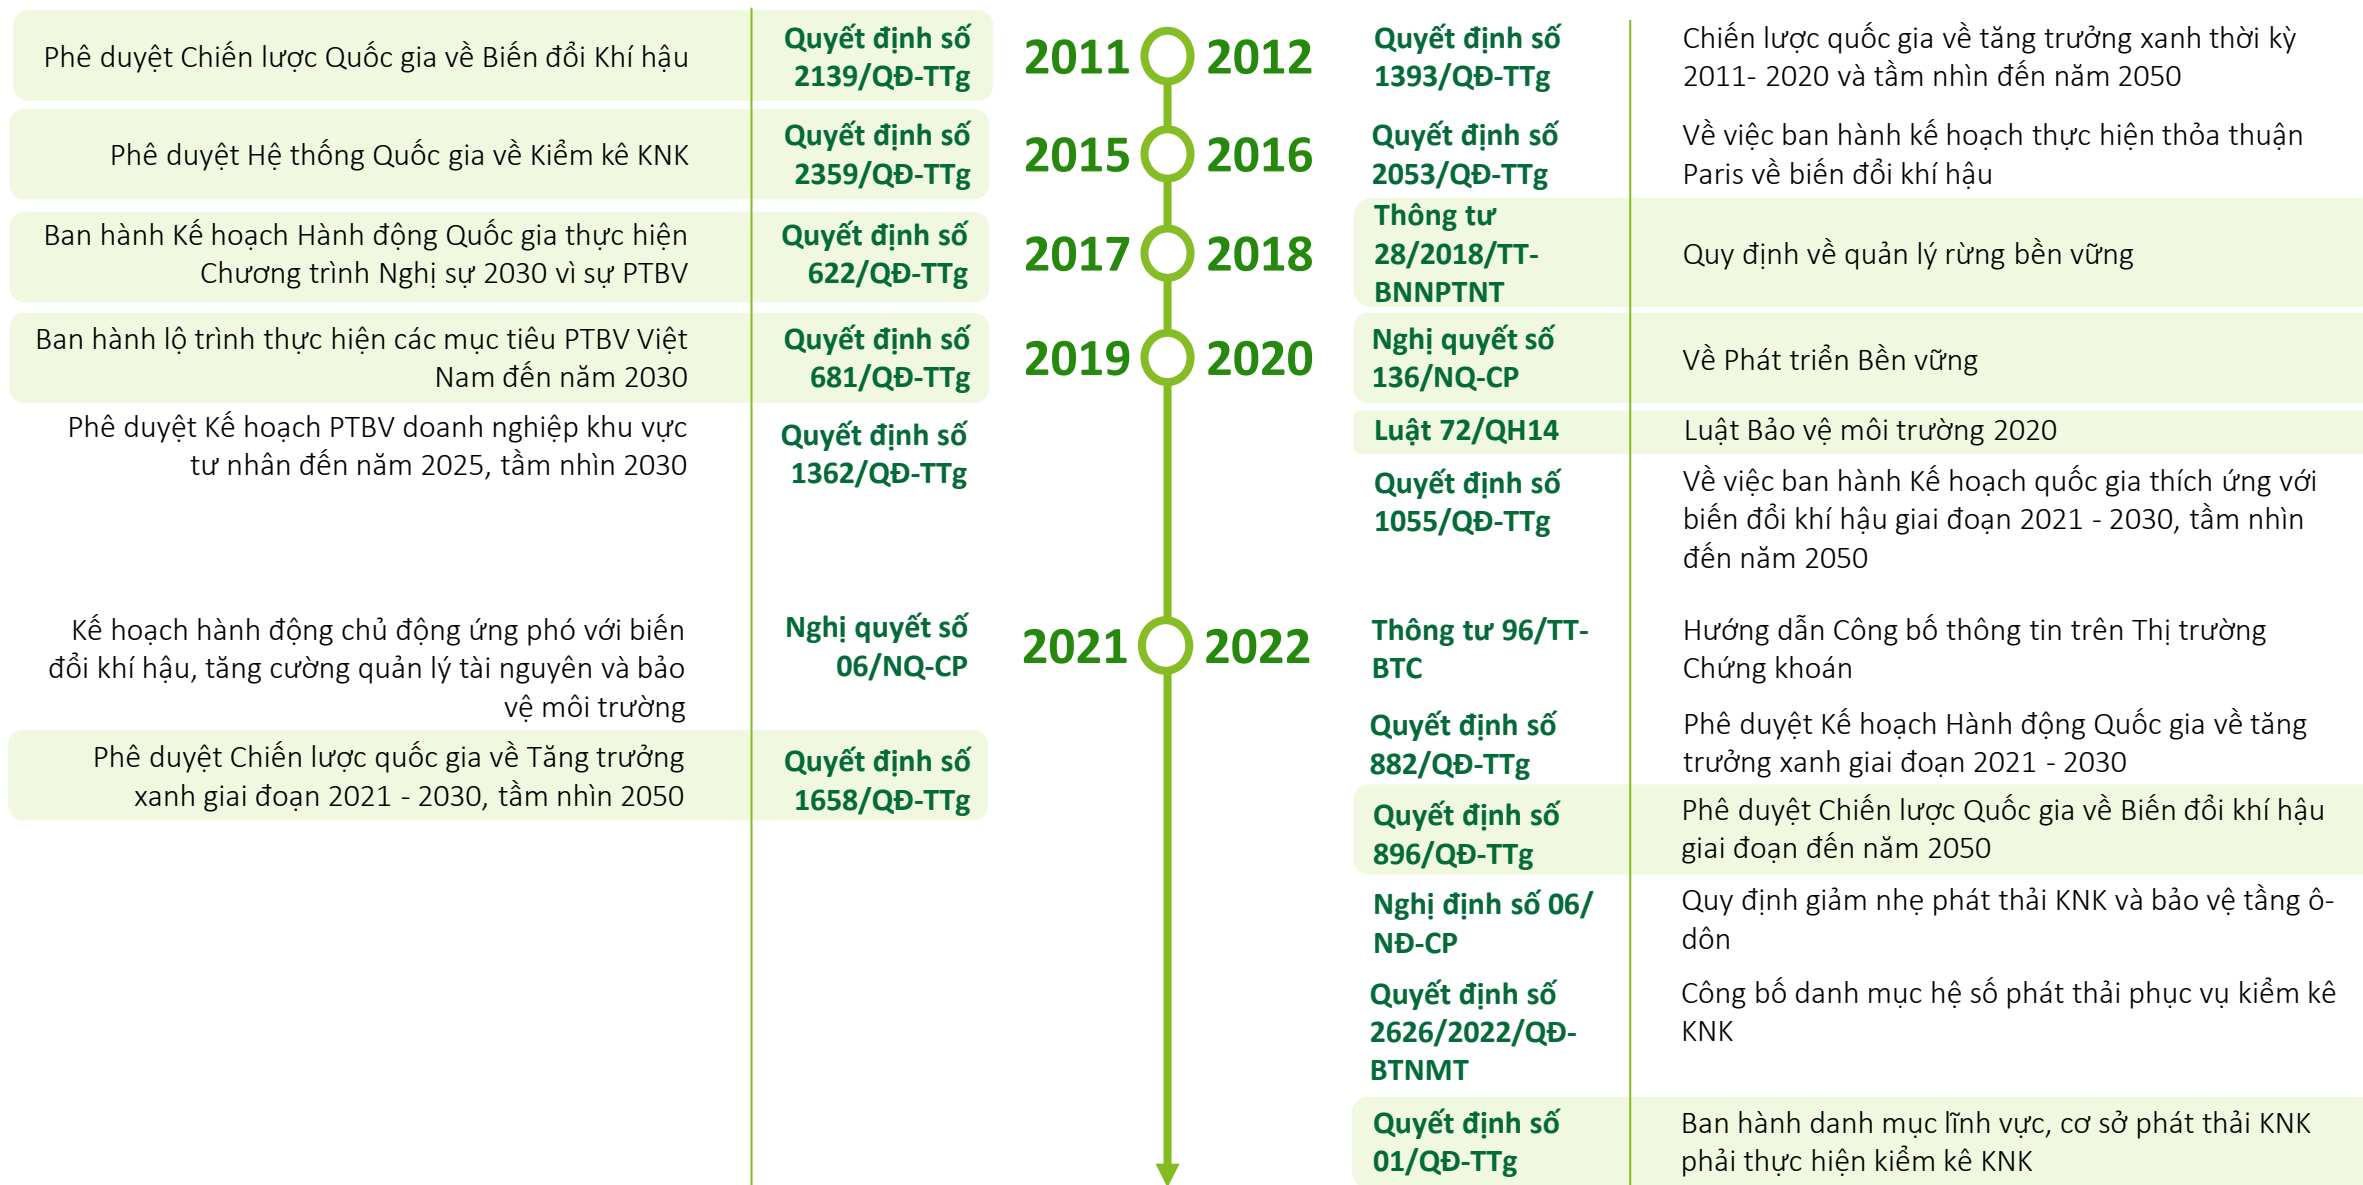 Phê duyệt Chiến lược Quốc gia về Biến đổi Khí hậu
Quyết định số
2139/QĐ-TTg
2011
2012
Quyết định số
1393/QĐ-TTg
Chiến lược quốc gia về tăng trưởng xanh thời kỳ
2011- 2020 và tầm nhìn đến năm 2050
Phê duyệt Hệ thống Quốc gia về Kiểm kê KNK
Quyết định số
2359/QĐ-TTg
2015
2016
Quyết định số
2053/QĐ-TTg
Về việc ban hành kế hoạch thực hiện thỏa thuận
Paris về biến đổi khí hậu
Ban hành Kế hoạch Hành động Quốc gia thực hiện
Chương trình Nghị sự 2030 vì sự PTBV
Quyết định số
622/QĐ-TTg
2017
2018
Thông tư
28/2018/TT-
BNNPTNT
Quy định về quản lý rừng bền vững
Ban hành lộ trình thực hiện các mục tiêu PTBV Việt
Nam đến năm 2030
Quyết định số
681/QĐ-TTg
2019
2020
Nghị quyết số
136/NQ-CP
Về Phát triển Bền vững
Phê duyệt Kế hoạch PTBV doanh nghiệp khu vực
tư nhân đến năm 2025, tầm nhìn 2030
Quyết định số
1362/QĐ-TTg
Luật 72/QH14
Luật Bảo vệ môi trường 2020
Quyết định số
1055/QĐ-TTg
Về việc ban hành Kế hoạch quốc gia thích ứng với
biến đổi khí hậu giai đoạn 2021 - 2030, tầm nhìn
đến năm 2050
Kế hoạch hành động chủ động ứng phó với biến
đổi khí hậu, tăng cường quản lý tài nguyên và bảo
vệ môi trường
Nghị quyết số
06/NQ-CP
2021
2022
Thông tư 96/TT-
BTC
Hướng dẫn Công bố thông tin trên Thị trường
Chứng khoán
Phê duyệt Chiến lược quốc gia về Tăng trưởng
xanh giai đoạn 2021 - 2030, tầm nhìn 2050
Quyết định số
1658/QĐ-TTg
Quyết định số
882/QĐ-TTg
Phê duyệt Kế hoạch Hành động Quốc gia về tăng
trưởng xanh giai đoạn 2021 - 2030
Quyết định số
896/QĐ-TTg
Phê duyệt Chiến lược Quốc gia về Biến đổi khí hậu
giai đoạn đến năm 2050
Nghị định số 06/
NĐ-CP
Quy định giảm nhẹ phát thải KNK và bảo vệ tầng ô-
dôn
Quyết định số
2626/2022/QĐ-
BTNMT
Công bố danh mục hệ số phát thải phục vụ kiểm kê
KNK
Quyết định số
01/QĐ-TTg
Ban hành danh mục lĩnh vực, cơ sở phát thải KNK
phải thực hiện kiểm kê KNK